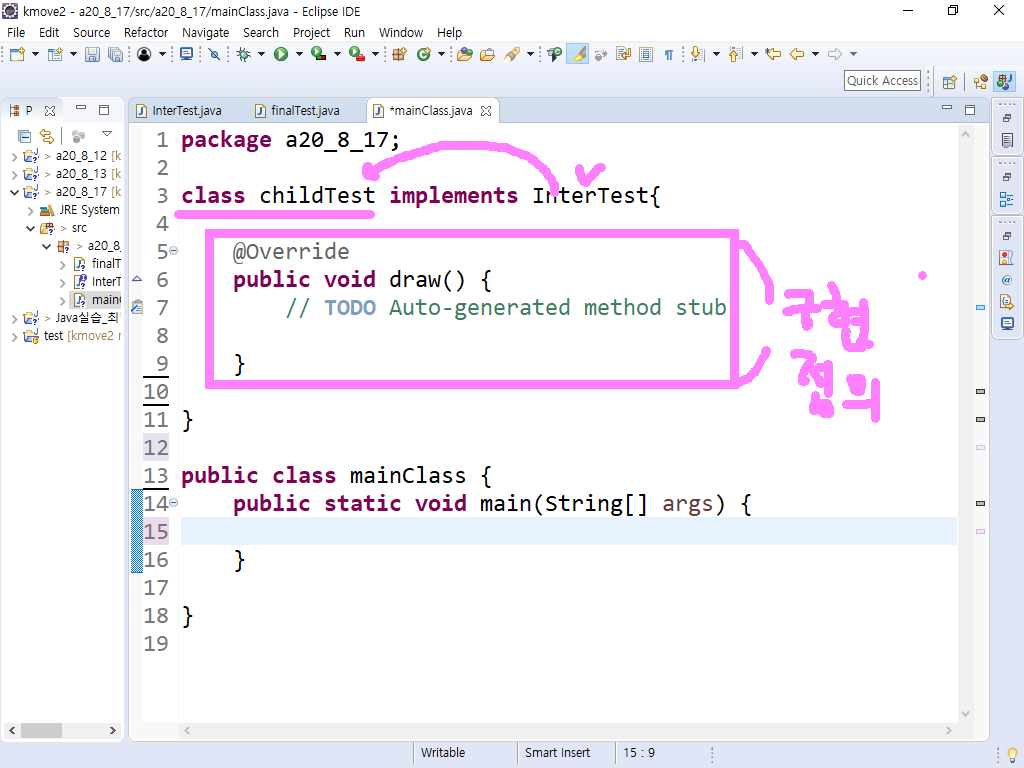 kmove2 - a20_8_17/src/a20_8_17/mainClass.java - Eclipse IDE
File Edit Source Refactor Navigate Search Project Run Window Help
Quick Access
P
InterTest.java
finalTest.java
*mainClass.java
> a20_8_12 [k
> a20_8_13 [k
> a20_8_17 [k
JRE System
> src
> a20_8_
finalT
InterT
main
> Java실습_최
test [kmove2 r
1 package a20_8_17;
2
3 class childTest implements InterTest{
4
5 @Override
6 public void draw() {
7 // TODO Auto-generated method stub
8
9 }
10
11 }
12
13 public class mainClass {
14 public static void main(String[] args) {
15
16 }
17
18 }
19
구현
Writable
Smart Insert
15 : 9